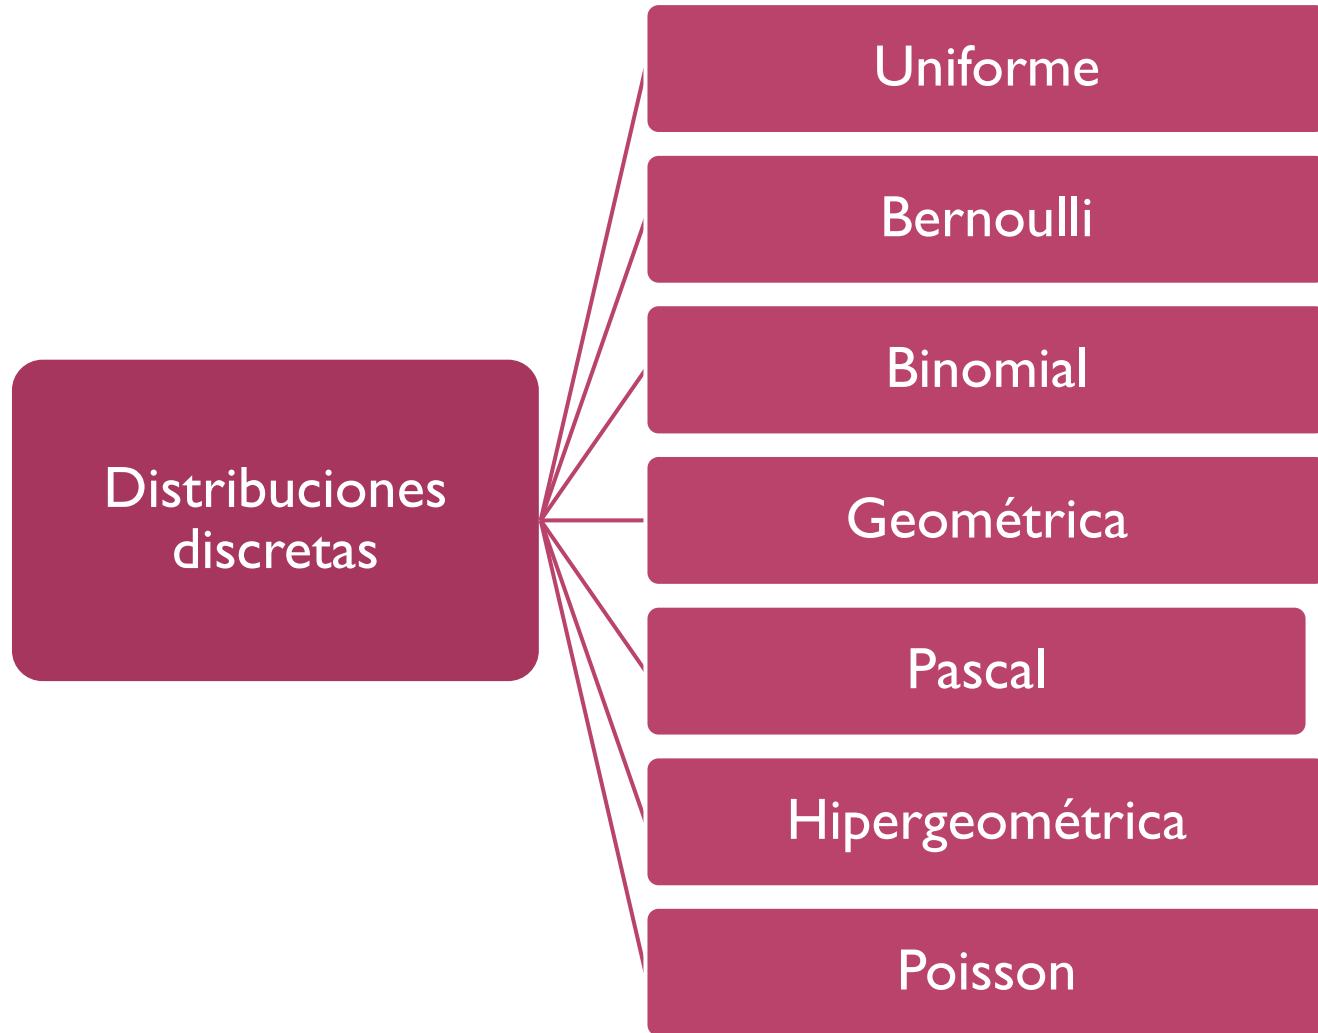 Uniforme
Bernoulli
Binomial
Distribuciones
discretas
Geométrica
Pascal
Hipergeométrica
Poisson